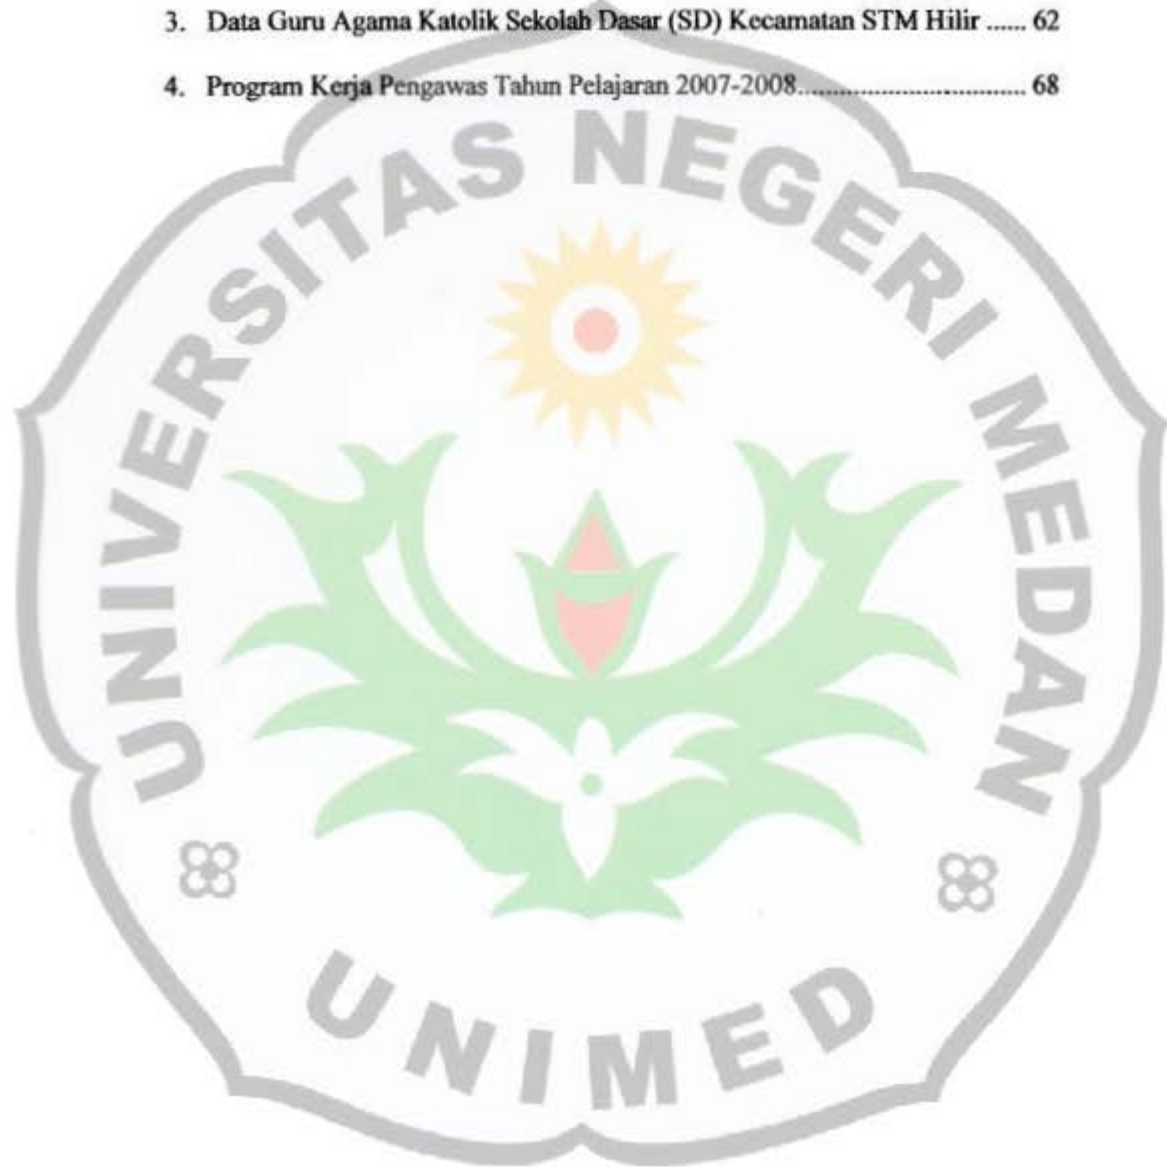 3. Data Guru Agama Katolik Sekolah Dasar (SD) Kecamatan STM Hilir ...... 62
4. Program Kerja Pengawas Tahun Pelajaran 2007-2008.................................. 68
UNIVERSITAS NEGERI MEDAN
UNIMED